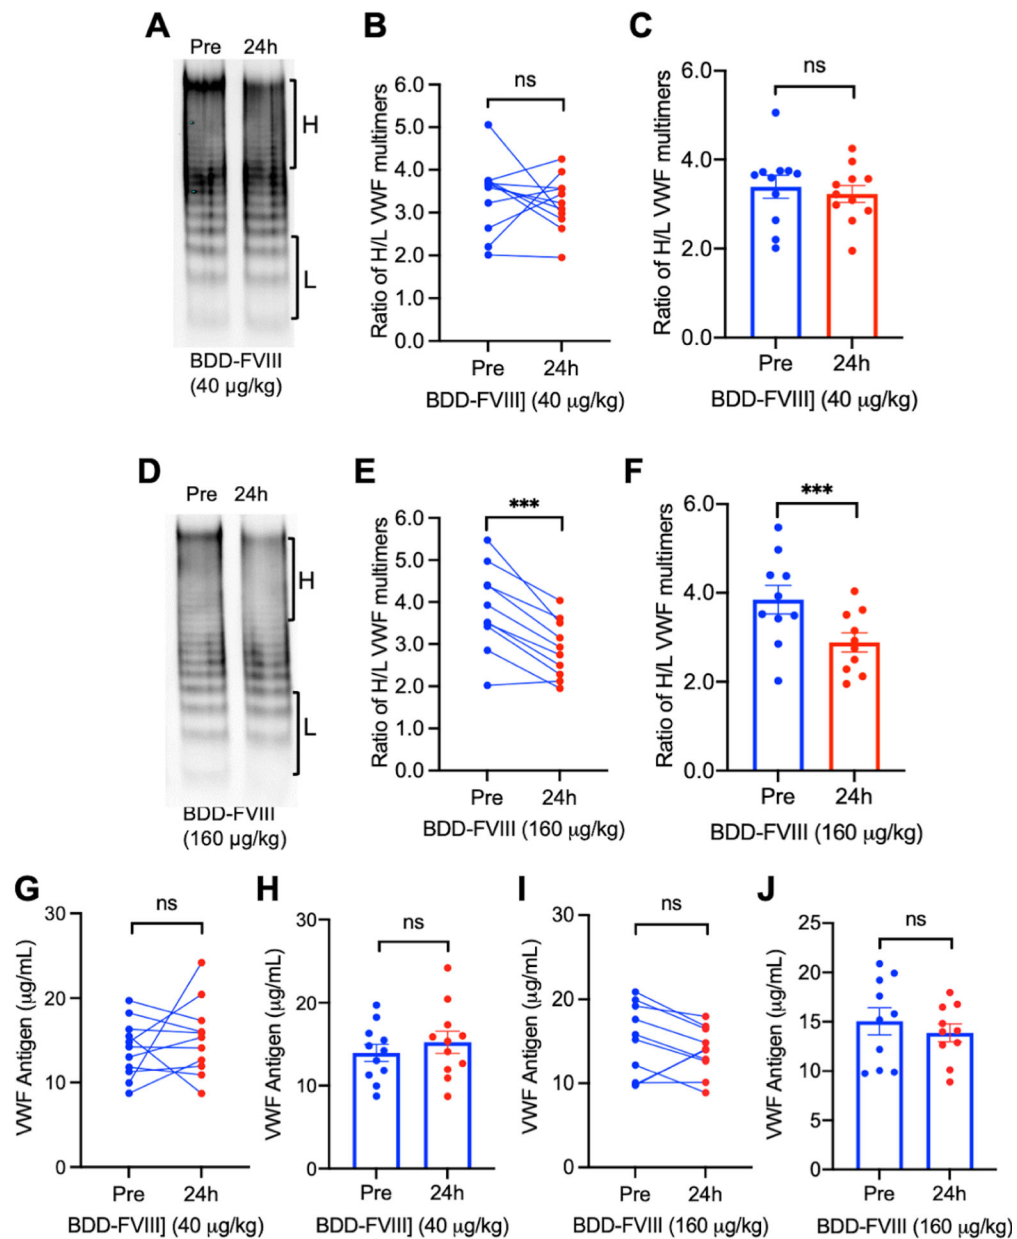 A
Pre 24h
H
L
BDD-FVIII
(40 µg/kg)
B
Ratio of H/L VWF multimers
6.0
5.0
4.0
3.0
2.0
1.0
0.0
ns
Pre 24h
BDD-FVIII] (40 µg/kg)
C
Ratio of H/L VWF multimers
6.0
4.0
2.0
0.0
ns
Pre 24h
BDD-FVIII] (40 µg/kg)
D
Pre 24h
H
L
BDD-FVIII
(160 µg/kg)
E
Ratio of H/L VWF multimers
6.0
5.0
4.0
3.0
2.0
1.0
0.0
***
Pre 24h
BDD-FVIII (160 µg/kg)
F
Ratio of H/L VWF multimers
6.0
4.0
2.0
0.0
***
Pre 24h
BDD-FVIII (160 µg/kg)
G
VWF Antigen (µg/mL)
30
20
10
0
ns
Pre 24h
BDD-FVIII] (40 µg/kg)
H
VWF Antigen (µg/mL)
30
20
10
0
ns
Pre 24h
BDD-FVIII] (40 µg/kg)
I
VWF Antigen (µg/mL)
30
20
10
0
ns
Pre 24h
BDD-FVIII (160 µg/kg)
J
VWF Antigen (µg/mL)
25
20
15
10
5
0
ns
Pre 24h
BDD-FVIII (160 µg/kg)